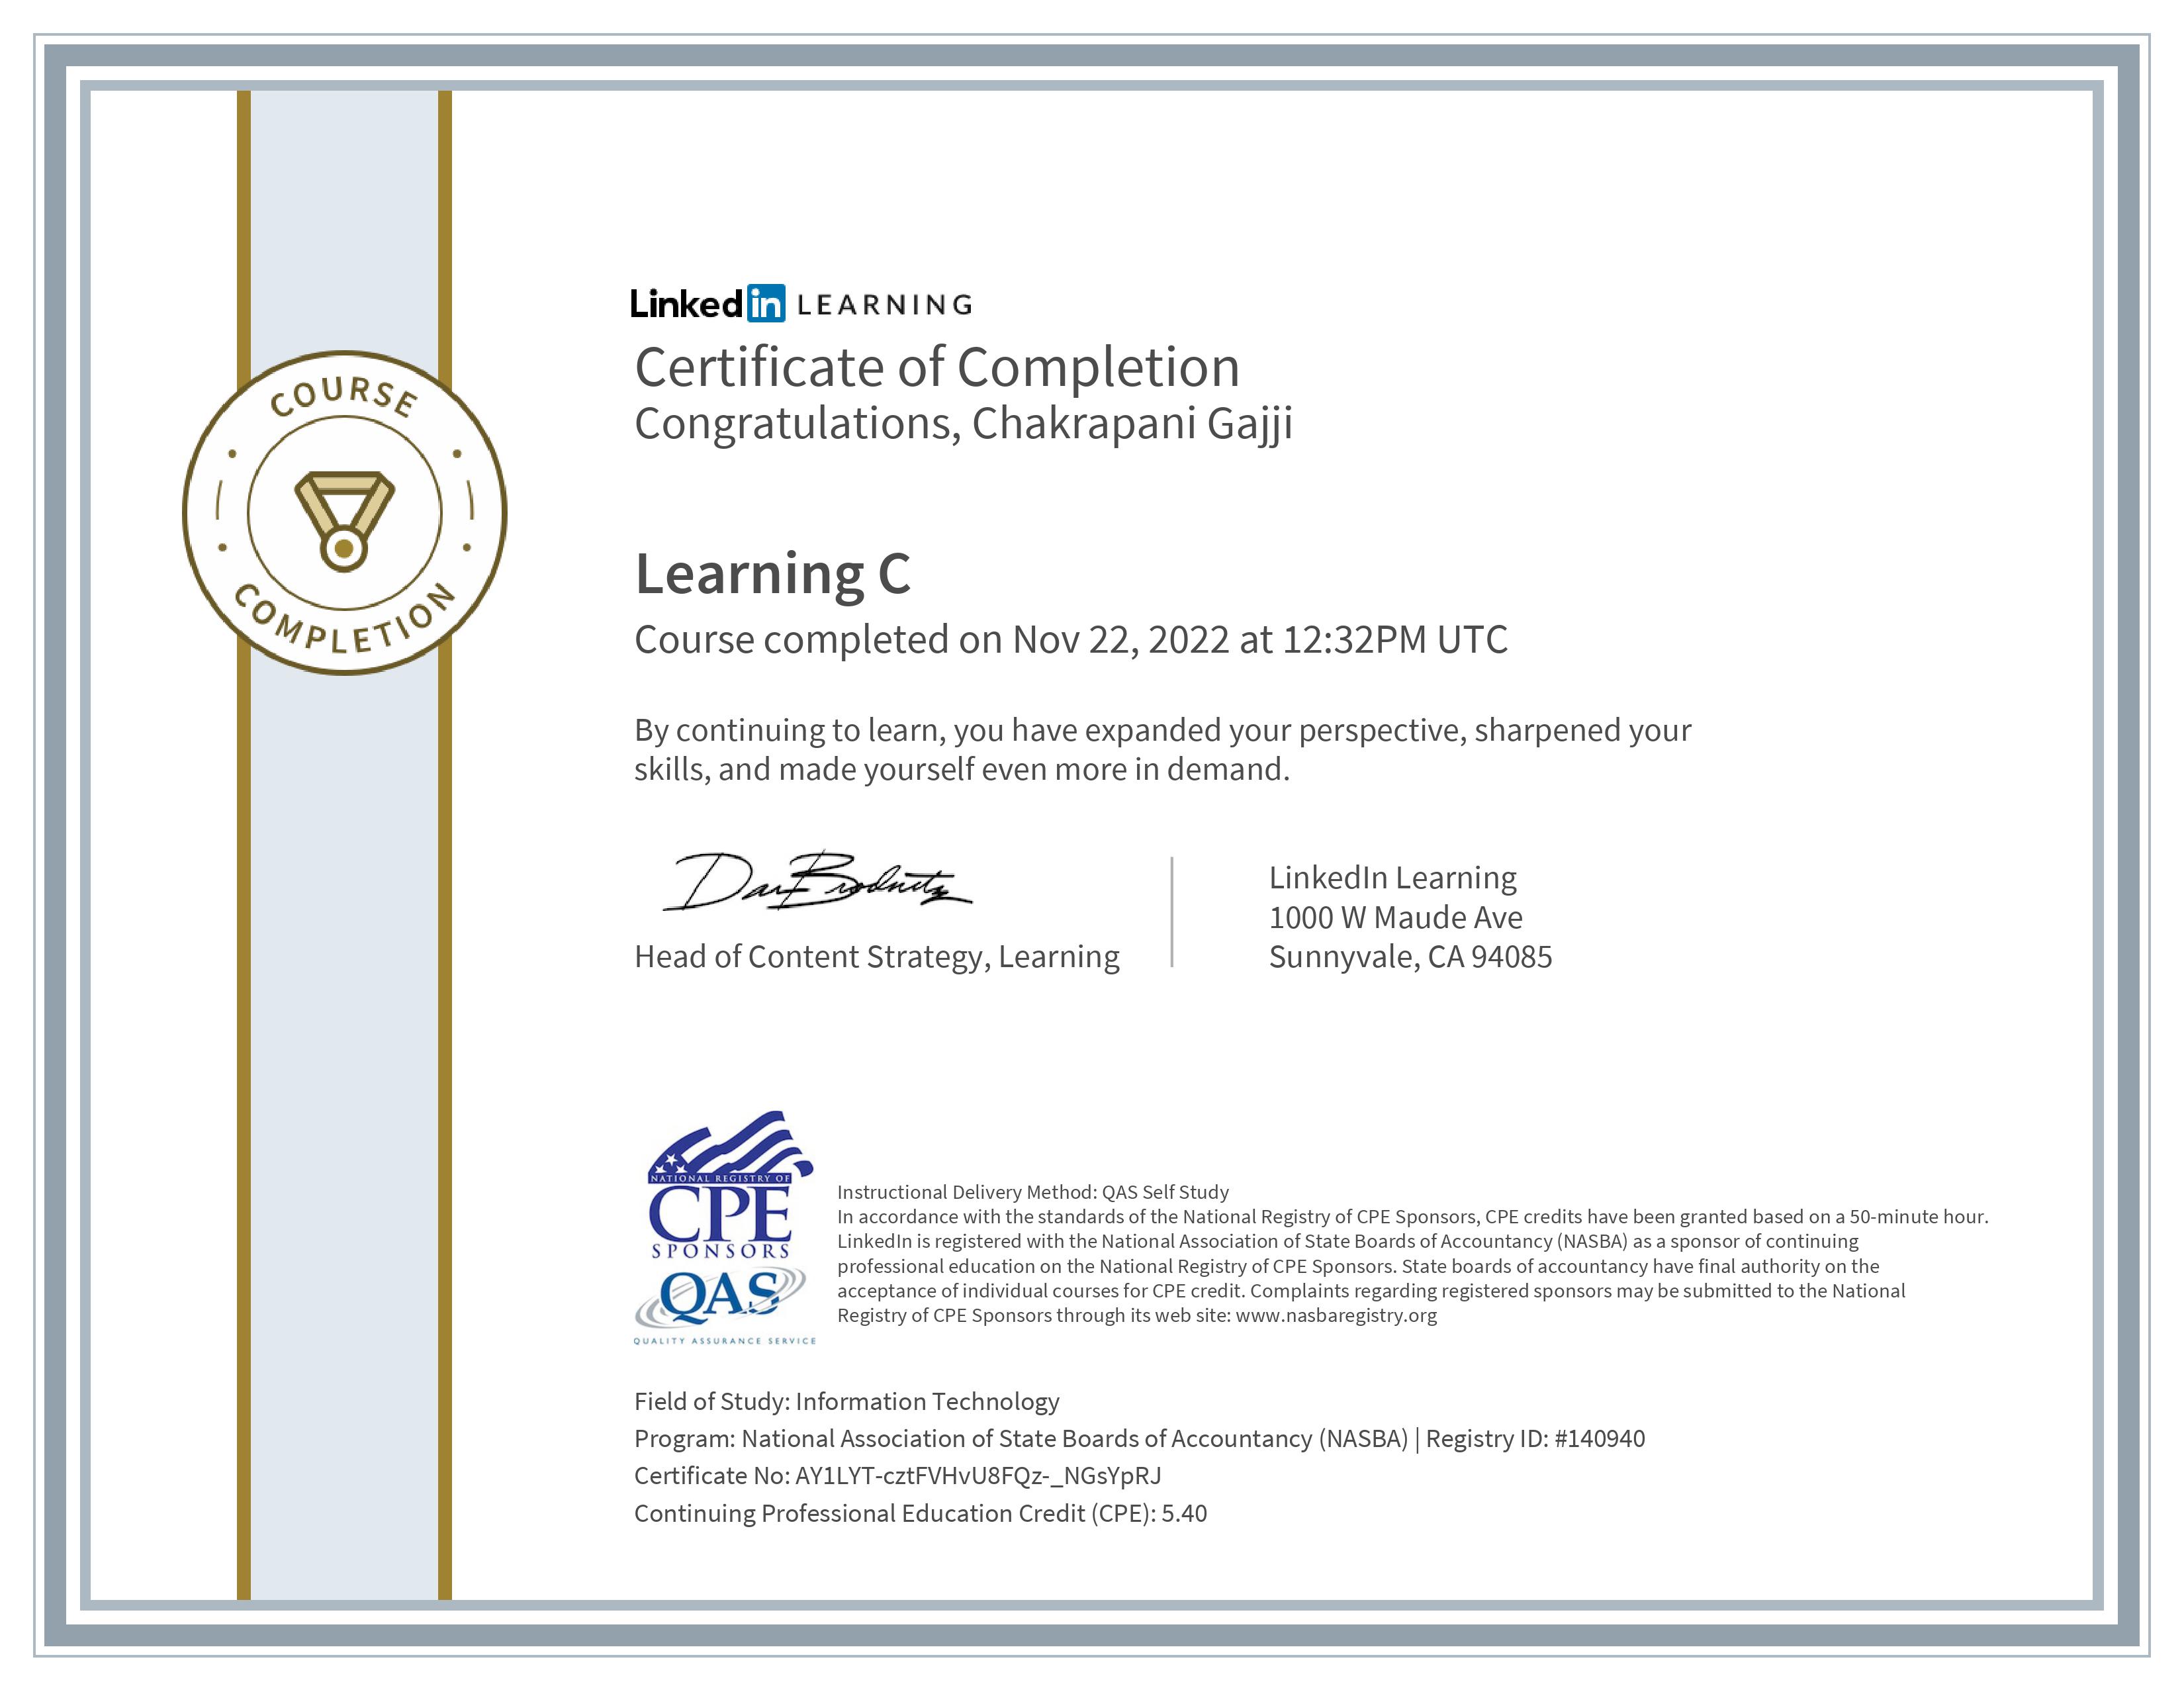 COURSE
COMPLETION
Linkedin LEARNING
Certificate of Completion
Congratulations, Chakrapani Gajji
Learning C
Course completed on Nov 22, 2022 at 12:32PM UTC
By continuing to learn, you have expanded your perspective, sharpened your
skills, and made yourself even more in demand.
Dan Brodnitz
Head of Content Strategy, Learning
LinkedIn Learning
1000 W Maude Ave
Sunnyvale, CA 94085
NATIONAL REGISTRY OF
CPE
SPONSORS
QAS
QUALITY ASSURANCE SERVICE
Instructional Delivery Method: QAS Self Study
In accordance with the standards of the National Registry of CPE Sponsors, CPE credits have been granted based on a 50-minute hour.
LinkedIn is registered with the National Association of State Boards of Accountancy (NASBA) as a sponsor of continuing
professional education on the National Registry of CPE Sponsors. State boards of accountancy have final authority on the
acceptance of individual courses for CPE credit. Complaints regarding registered sponsors may be submitted to the National
Registry of CPE Sponsors through its web site: www.nasbaregistry.org
Field of Study: Information Technology
Program: National Association of State Boards of Accountancy (NASBA) | Registry ID: #140940
Certificate No: AY1LYT-cztFVHvU8FQz-_NGsYpRJ
Continuing Professional Education Credit (CPE): 5.40